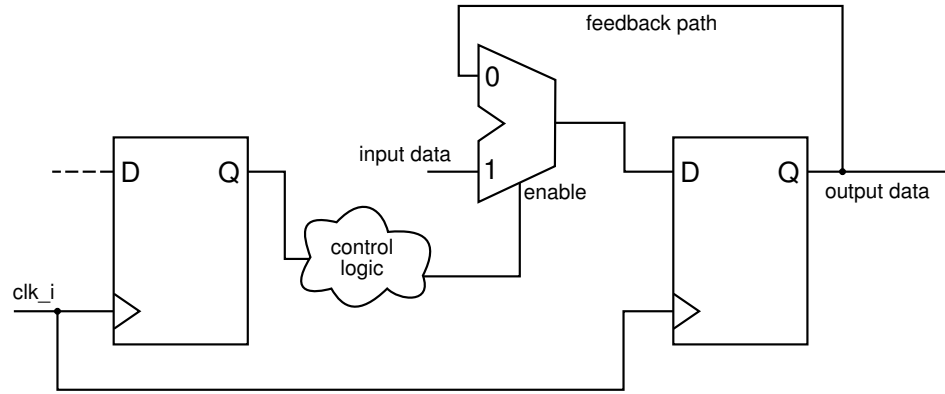 feedback path
0
input data
1
enable
D
Q
control
logic
D
Q
output data
clk_i